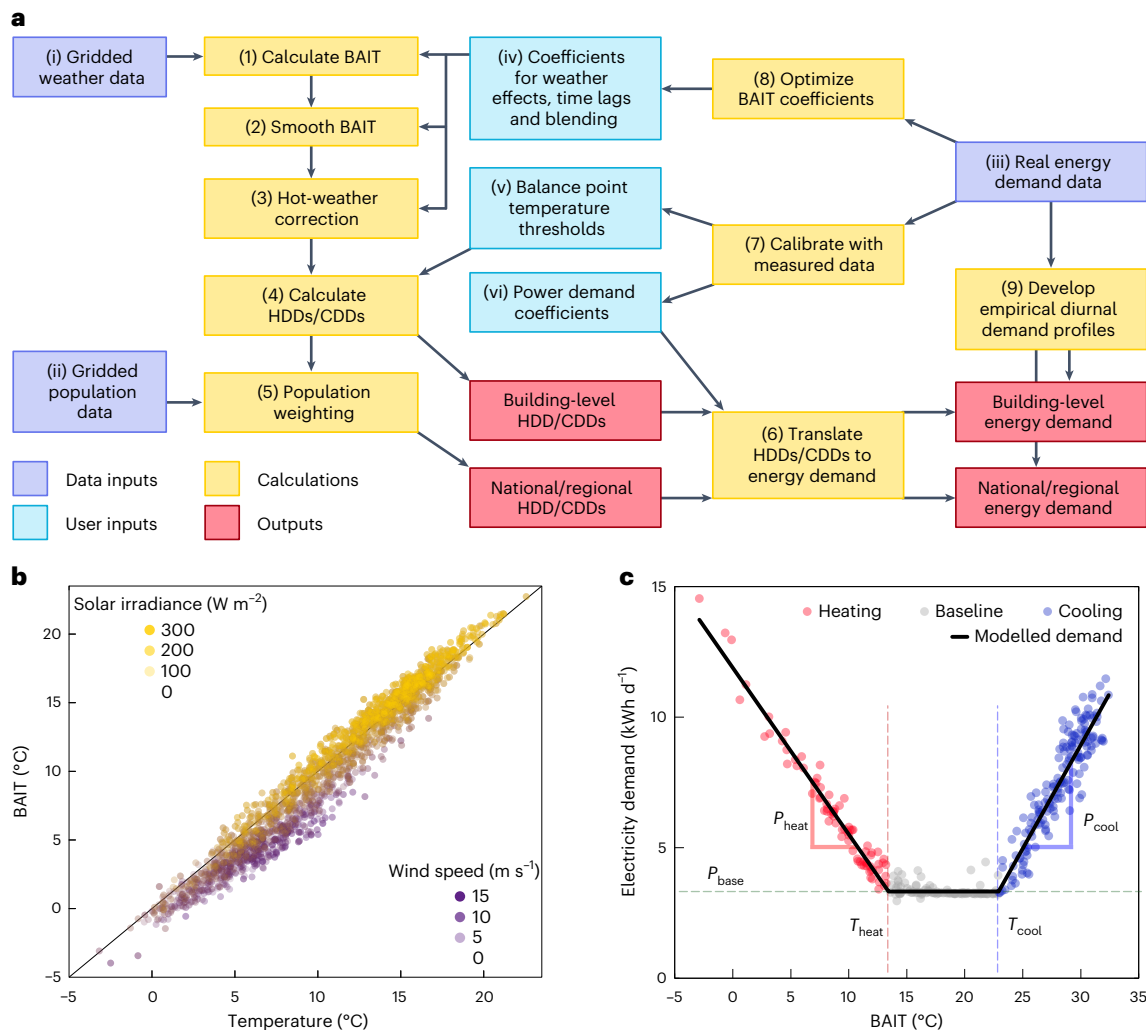 a
(i) Gridded
weather data
(1) Calculate BAIT
(iv) Coefficients
for weather
effects, time lags
and blending
(8) Optimize
BAIT coefficients
(2) Smooth BAIT
(iii) Real energy
demand data
(3) Hot-weather
correction
(v) Balance point
temperature
thresholds
(7) Calibrate with
measured data
(4) Calculate
HDDs/CDDs
(vi) Power demand
coefficients
(9) Develop
empirical diurnal
demand profiles
(ii) Gridded
population
data
(5) Population
weighting
Building-level
HDD/CDDs
(6) Translate
HDDs/CDDs to
energy demand
Building-level
energy demand
National/regional
HDD/CDDs
National/regional
energy demand
Data inputs
Calculations
User inputs
Outputs
b
Solar irradiance (W m⁻²)
300
200
100
0
Wind speed (m s⁻¹)
15
10
5
0
BAIT (°C)
20
15
10
5
0
−5
−5 0 5 10 15 20
Temperature (°C)
c
Heating Baseline Cooling
Modelled demand
Electricity demand (kWh d⁻¹)
15
10
5
0
P_heat
P_cool
P_base
T_heat
T_cool
−5 0 5 10 15 20 25 30 35
BAIT (°C)